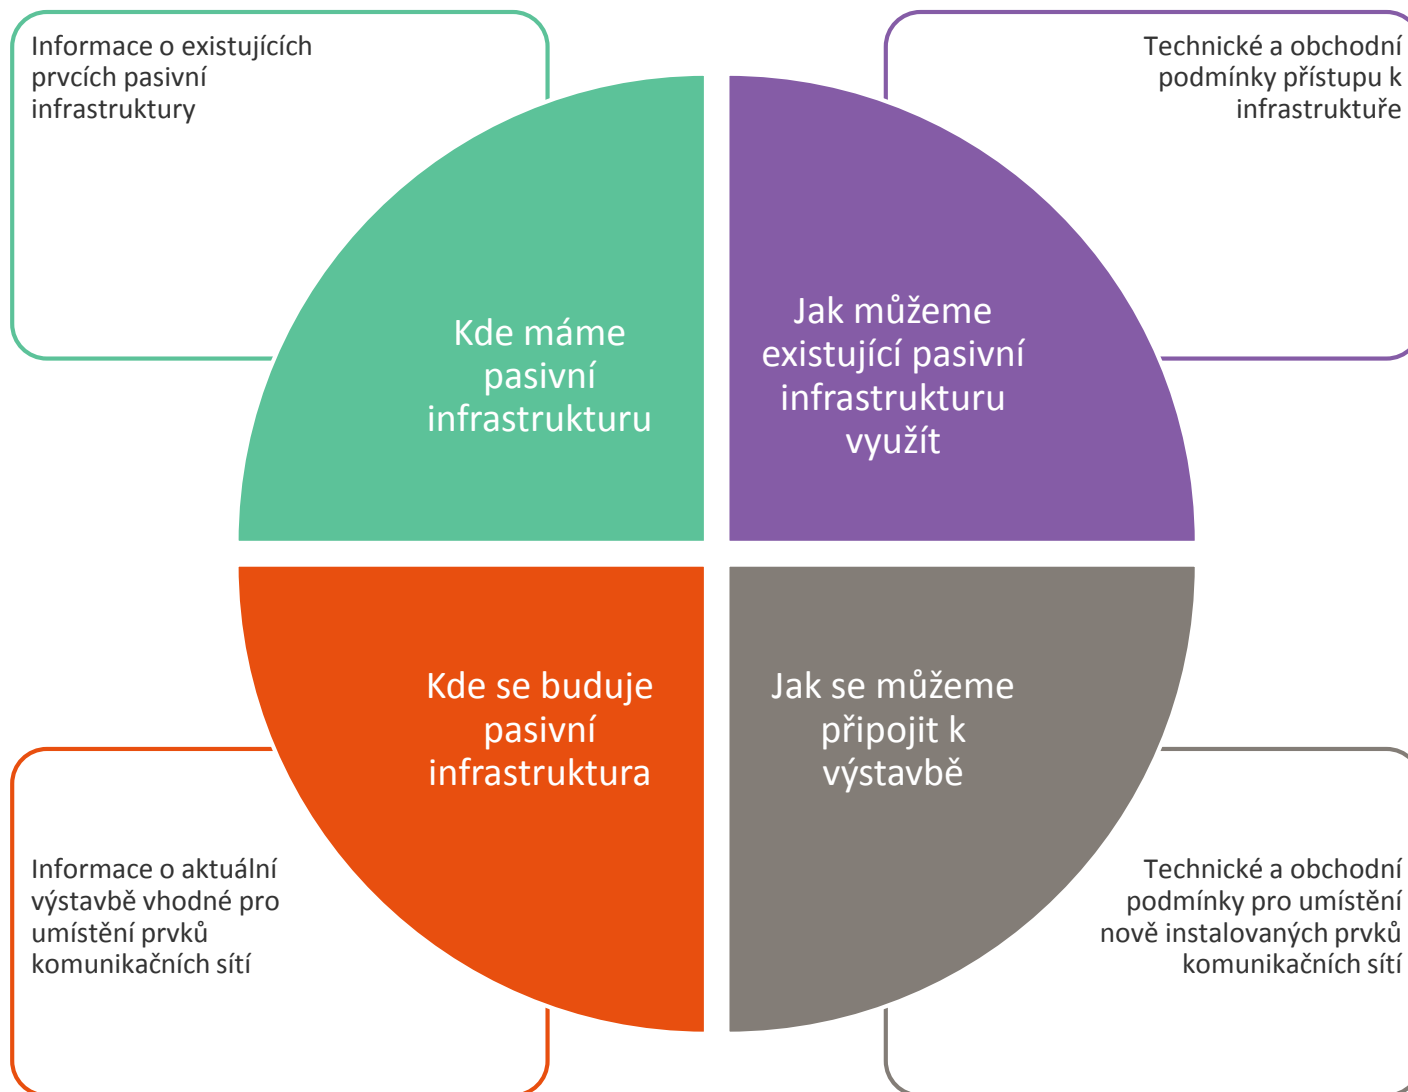 Informace o existujících
prvcích pasivní
infrastruktury
Technické a obchodní
podmínky přístupu k
infrastruktuře
Kde máme
pasivní
infrastrukturu
Jak můžeme
existující pasivní
infrastrukturu
využít
Kde se buduje
pasivní
infrastruktura
Jak se můžeme
připojit k
výstavbě
Informace o aktuální
výstavbě vhodné pro
umístění prvků
komunikačních sítí
Technické a obchodní
podmínky pro umístění
nově instalovaných prvků
komunikačních sítí